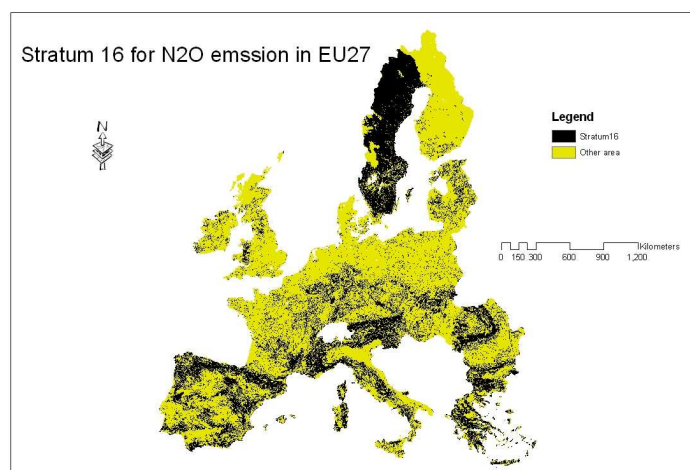 Stratum 16 for N2O emssion in EU27
N
Legend
Stratum16
Other area
Kilometers
0 150 300 600 900 1,200